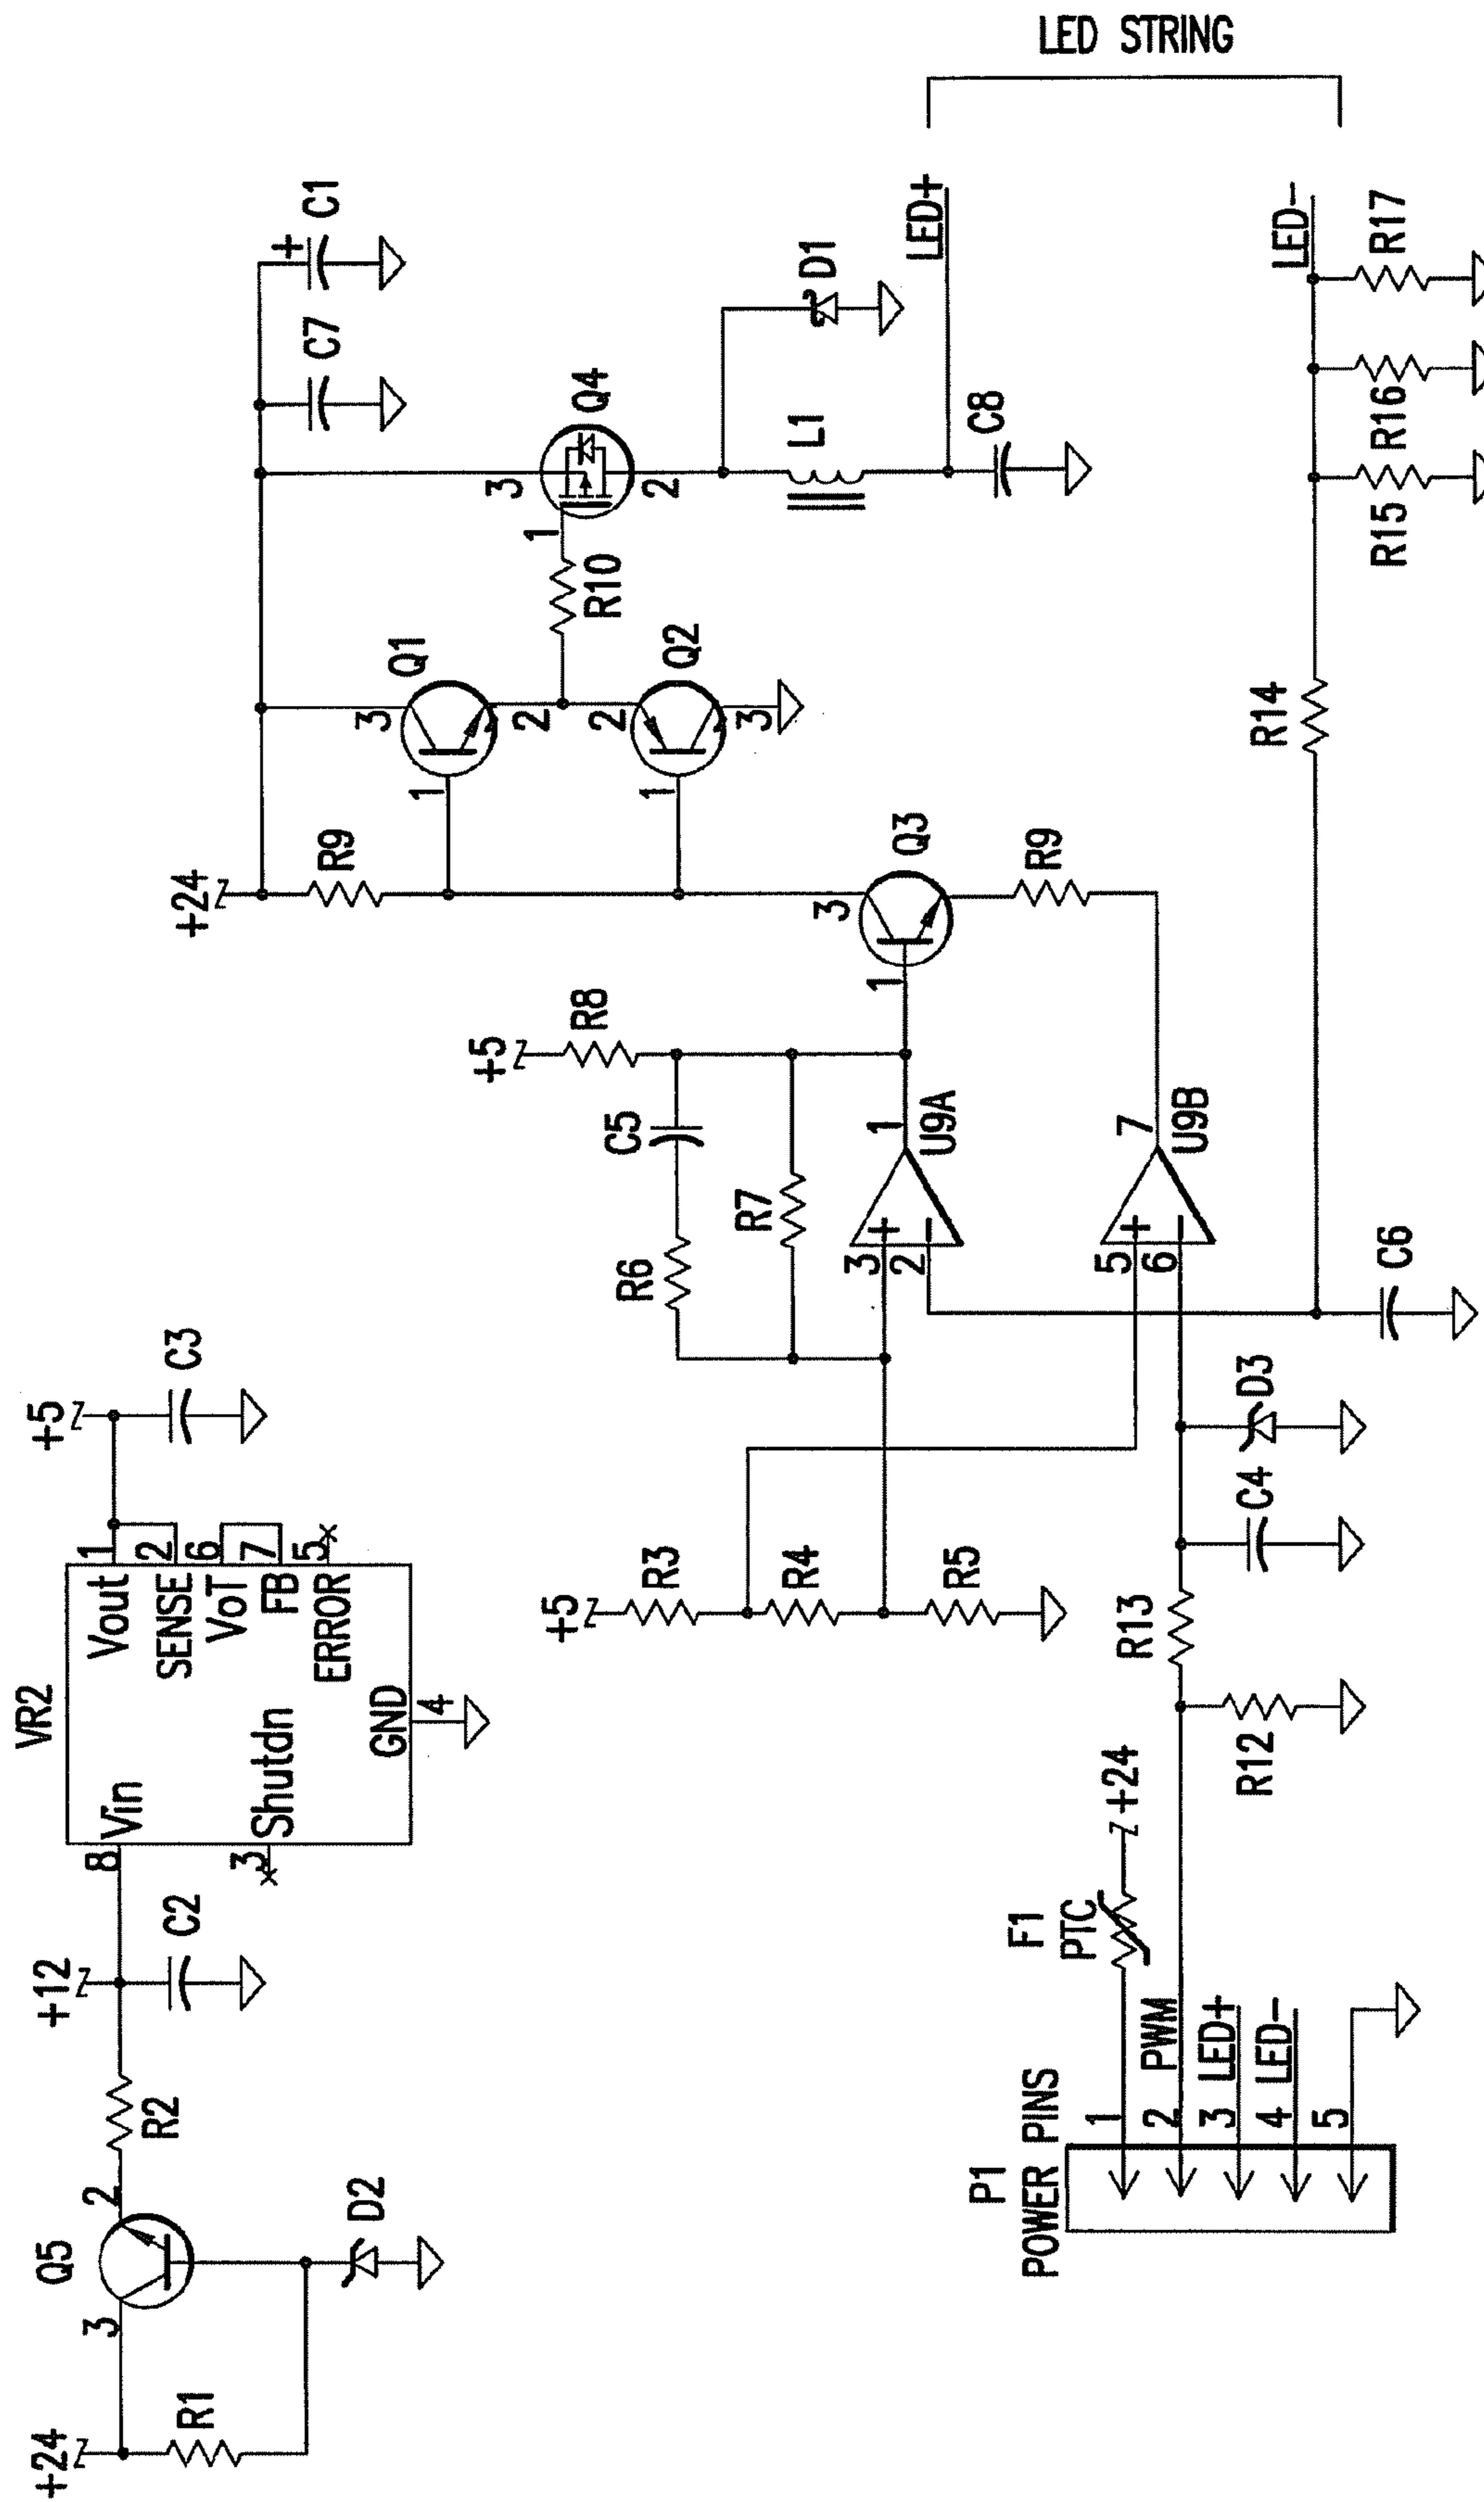 +24
R1
Q5
3
2
D2
R2
+12
C2
VR2
8
Vin
3
Shutdn
GND
4
Vout
1
SENSE
2
VoT
6
FB
7
ERROR
5
+5
C3
P1
POWER PINS
1
2
PWM
3
LED+
4
LED-
5
F1
PTC
+24
R12
R13
C4
D3
+5
R3
R4
R5
R6
C5
R7
+5
R8
3
2
1
U9A
5
6
7
U9B
C6
+24
R9
1
3
Q1
2
1
2
Q2
3
3
1
Q3
R9
R10
1
3
2
Q4
C7
C1
+
D1
L1
C8
LED+
R14
LED-
R15
R16
R17
LED STRING